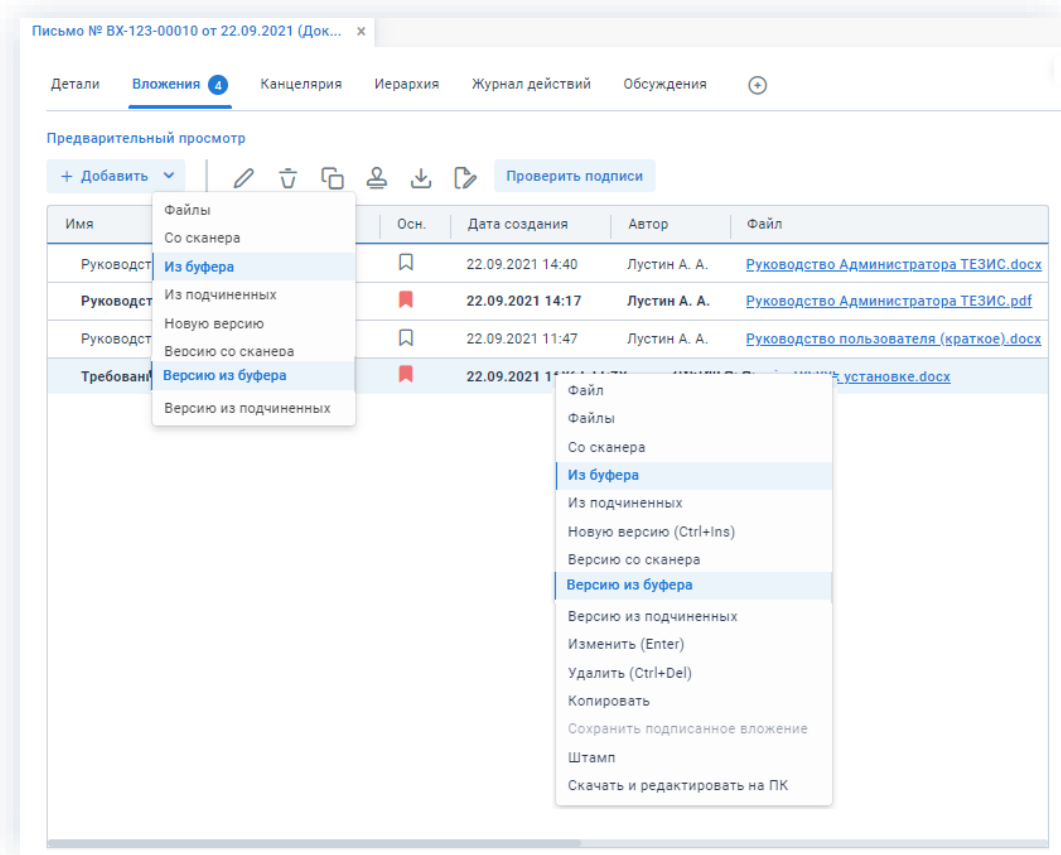 Письмо № ВХ-123-00010 от 22.09.2021 (Док... x
Детали Вложения 4 Канцелярия Иерархия Журнал действий Обсуждения
Предварительный просмотр
+ Добавить Проверить подписи
Имя Осн. Дата создания Автор Файл
Руководст 22.09.2021 14:40 Лустин А. А. Руководство Администратора ТЕЗИС.docx
Руководст 22.09.2021 14:17 Лустин А. А. Руководство Администратора ТЕЗИС.pdf
Руководст 22.09.2021 11:47 Лустин А. А. Руководство пользователя (краткое).docx
Требован 22.09.2021 установке.docx
Файлы
Со сканера
Из буфера
Из подчиненных
Новую версию
Версию со сканера
Версию из буфера
Версию из подчиненных
Файл
Файлы
Со сканера
Из буфера
Из подчиненных
Новую версию (Ctrl+Ins)
Версию со сканера
Версию из буфера
Версию из подчиненных
Изменить (Enter)
Удалить (Ctrl+Del)
Копировать
Сохранить подписанное вложение
Штамп
Скачать и редактировать на ПК